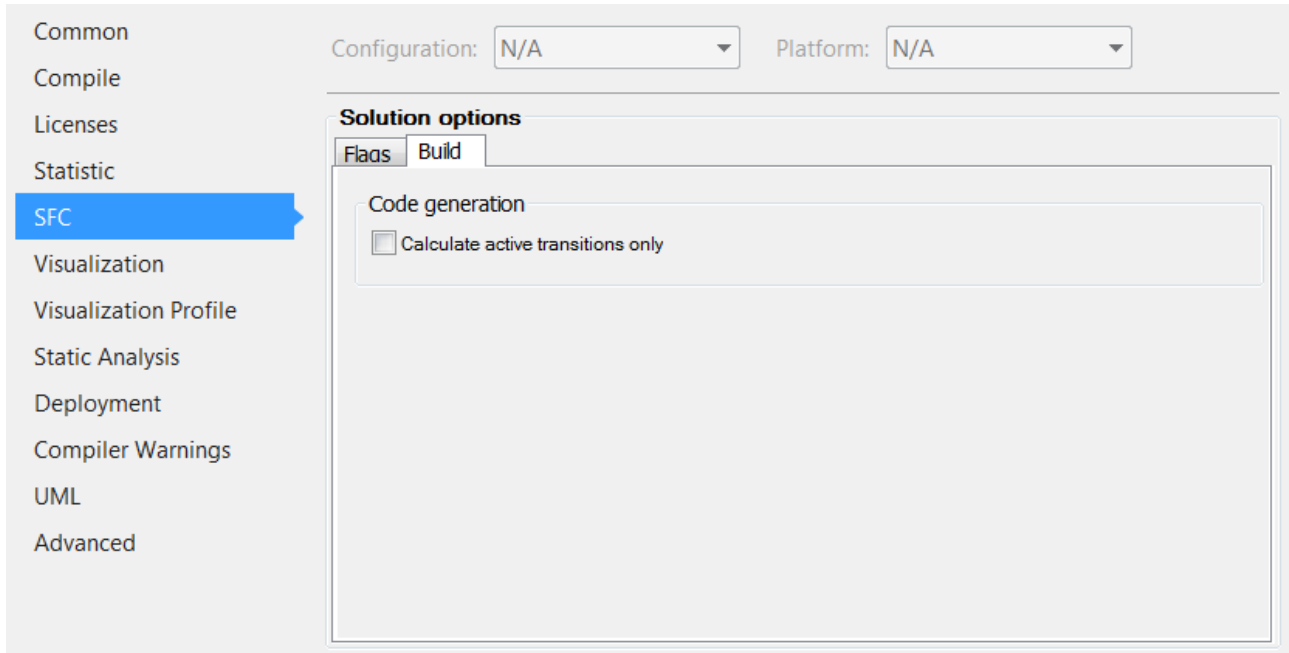 Common
Compile
Licenses
Statistic
SFC
Visualization
Visualization Profile
Static Analysis
Deployment
Compiler Warnings
UML
Advanced
Configuration: N/A Platform: N/A
Solution options
Flags Build
Code generation
Calculate active transitions only